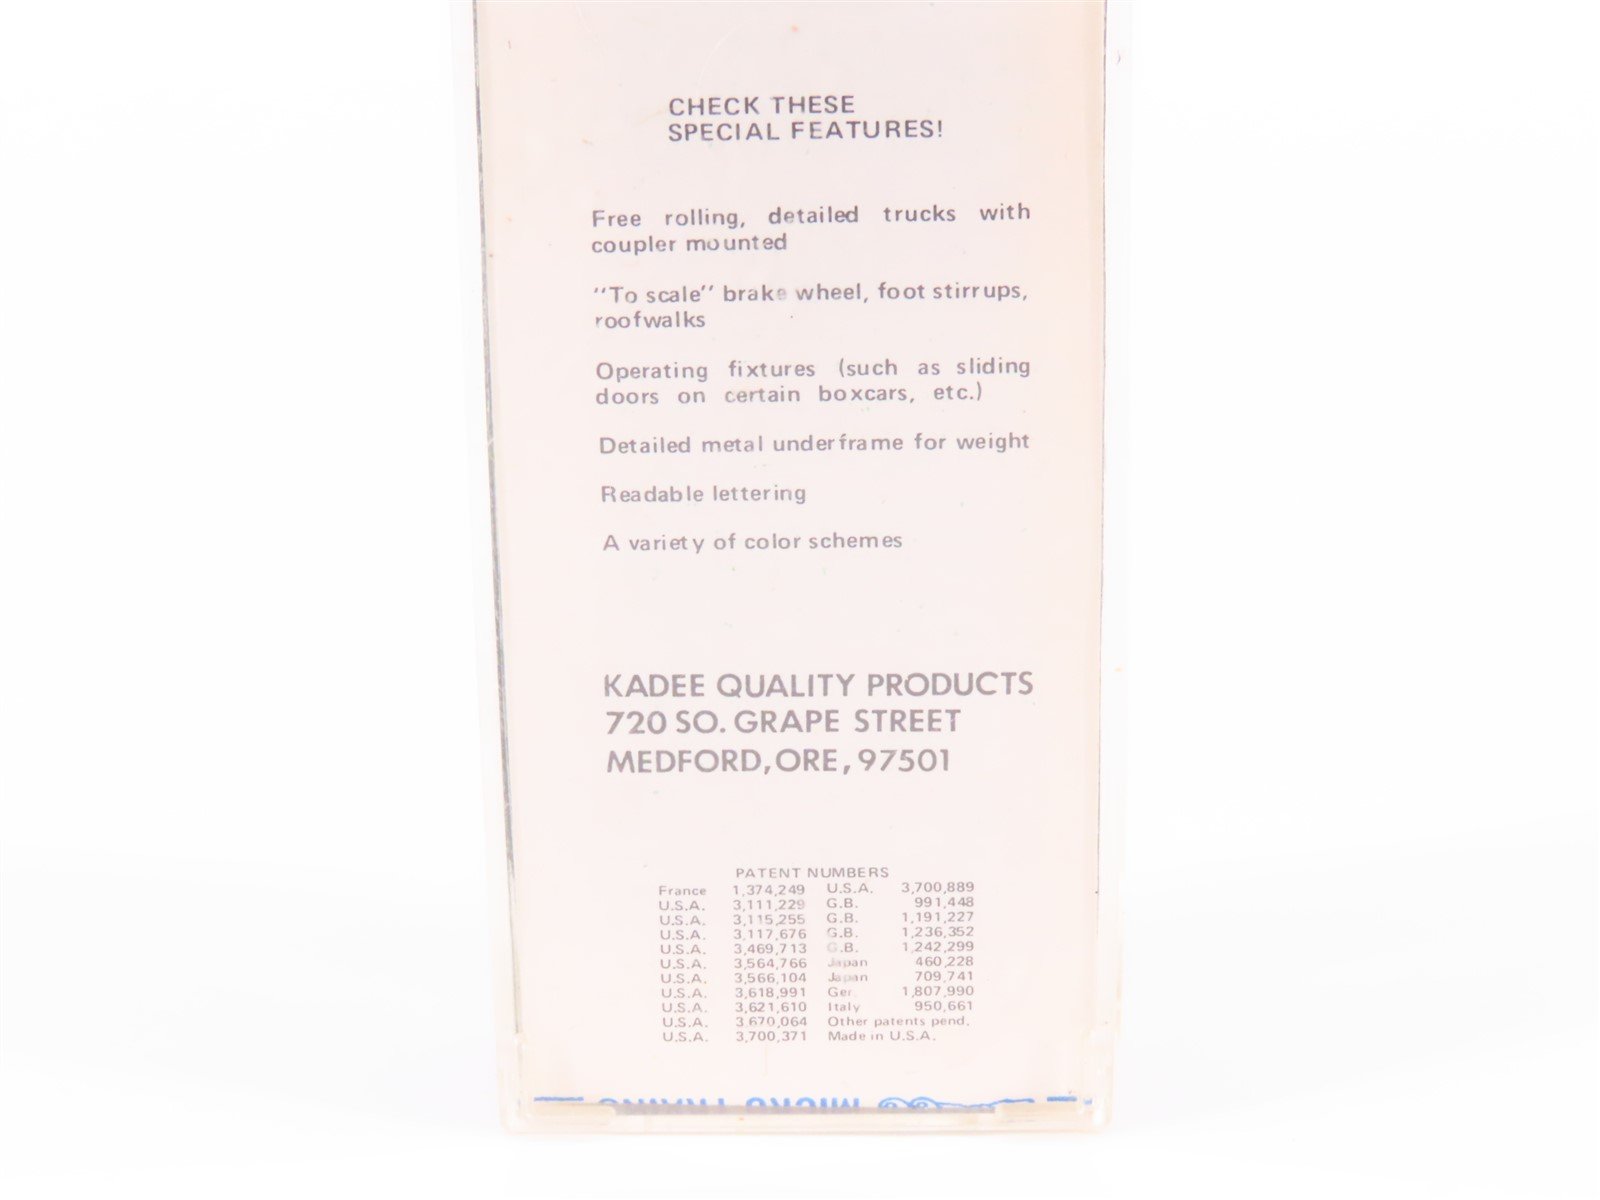 CHECK THESE
SPECIAL FEATURES!
Free rolling, detailed trucks with
coupler mounted
"To scale" brake wheel, foot stirrups,
roofwalks
Operating fixtures (such as sliding
doors on certain boxcars, etc.)
Detailed metal underframe for weight
Readable lettering
A variety of color schemes
KADEE QUALITY PRODUCTS
720 SO. GRAPE STREET
MEDFORD, ORE, 97501
PATENT NUMBERS
France 1,374,249 U.S.A. 3,700,889
U.S.A. 3,111,229 G.B. 991,448
U.S.A. 3,115,255 G.B. 1,191,227
U.S.A. 3,117,676 G.B. 1,236,352
U.S.A. 3,469,713 G.B. 1,242,299
U.S.A. 3,564,766 Japan 460,228
U.S.A. 3,566,104 Japan 709,741
U.S.A. 3,618,991 Ger. 1,807,990
U.S.A. 3,621,610 Italy 950,661
U.S.A. 3,670,064 Other patents pend.
U.S.A. 3,700,371 Made in U.S.A.
MICRO TRAINS